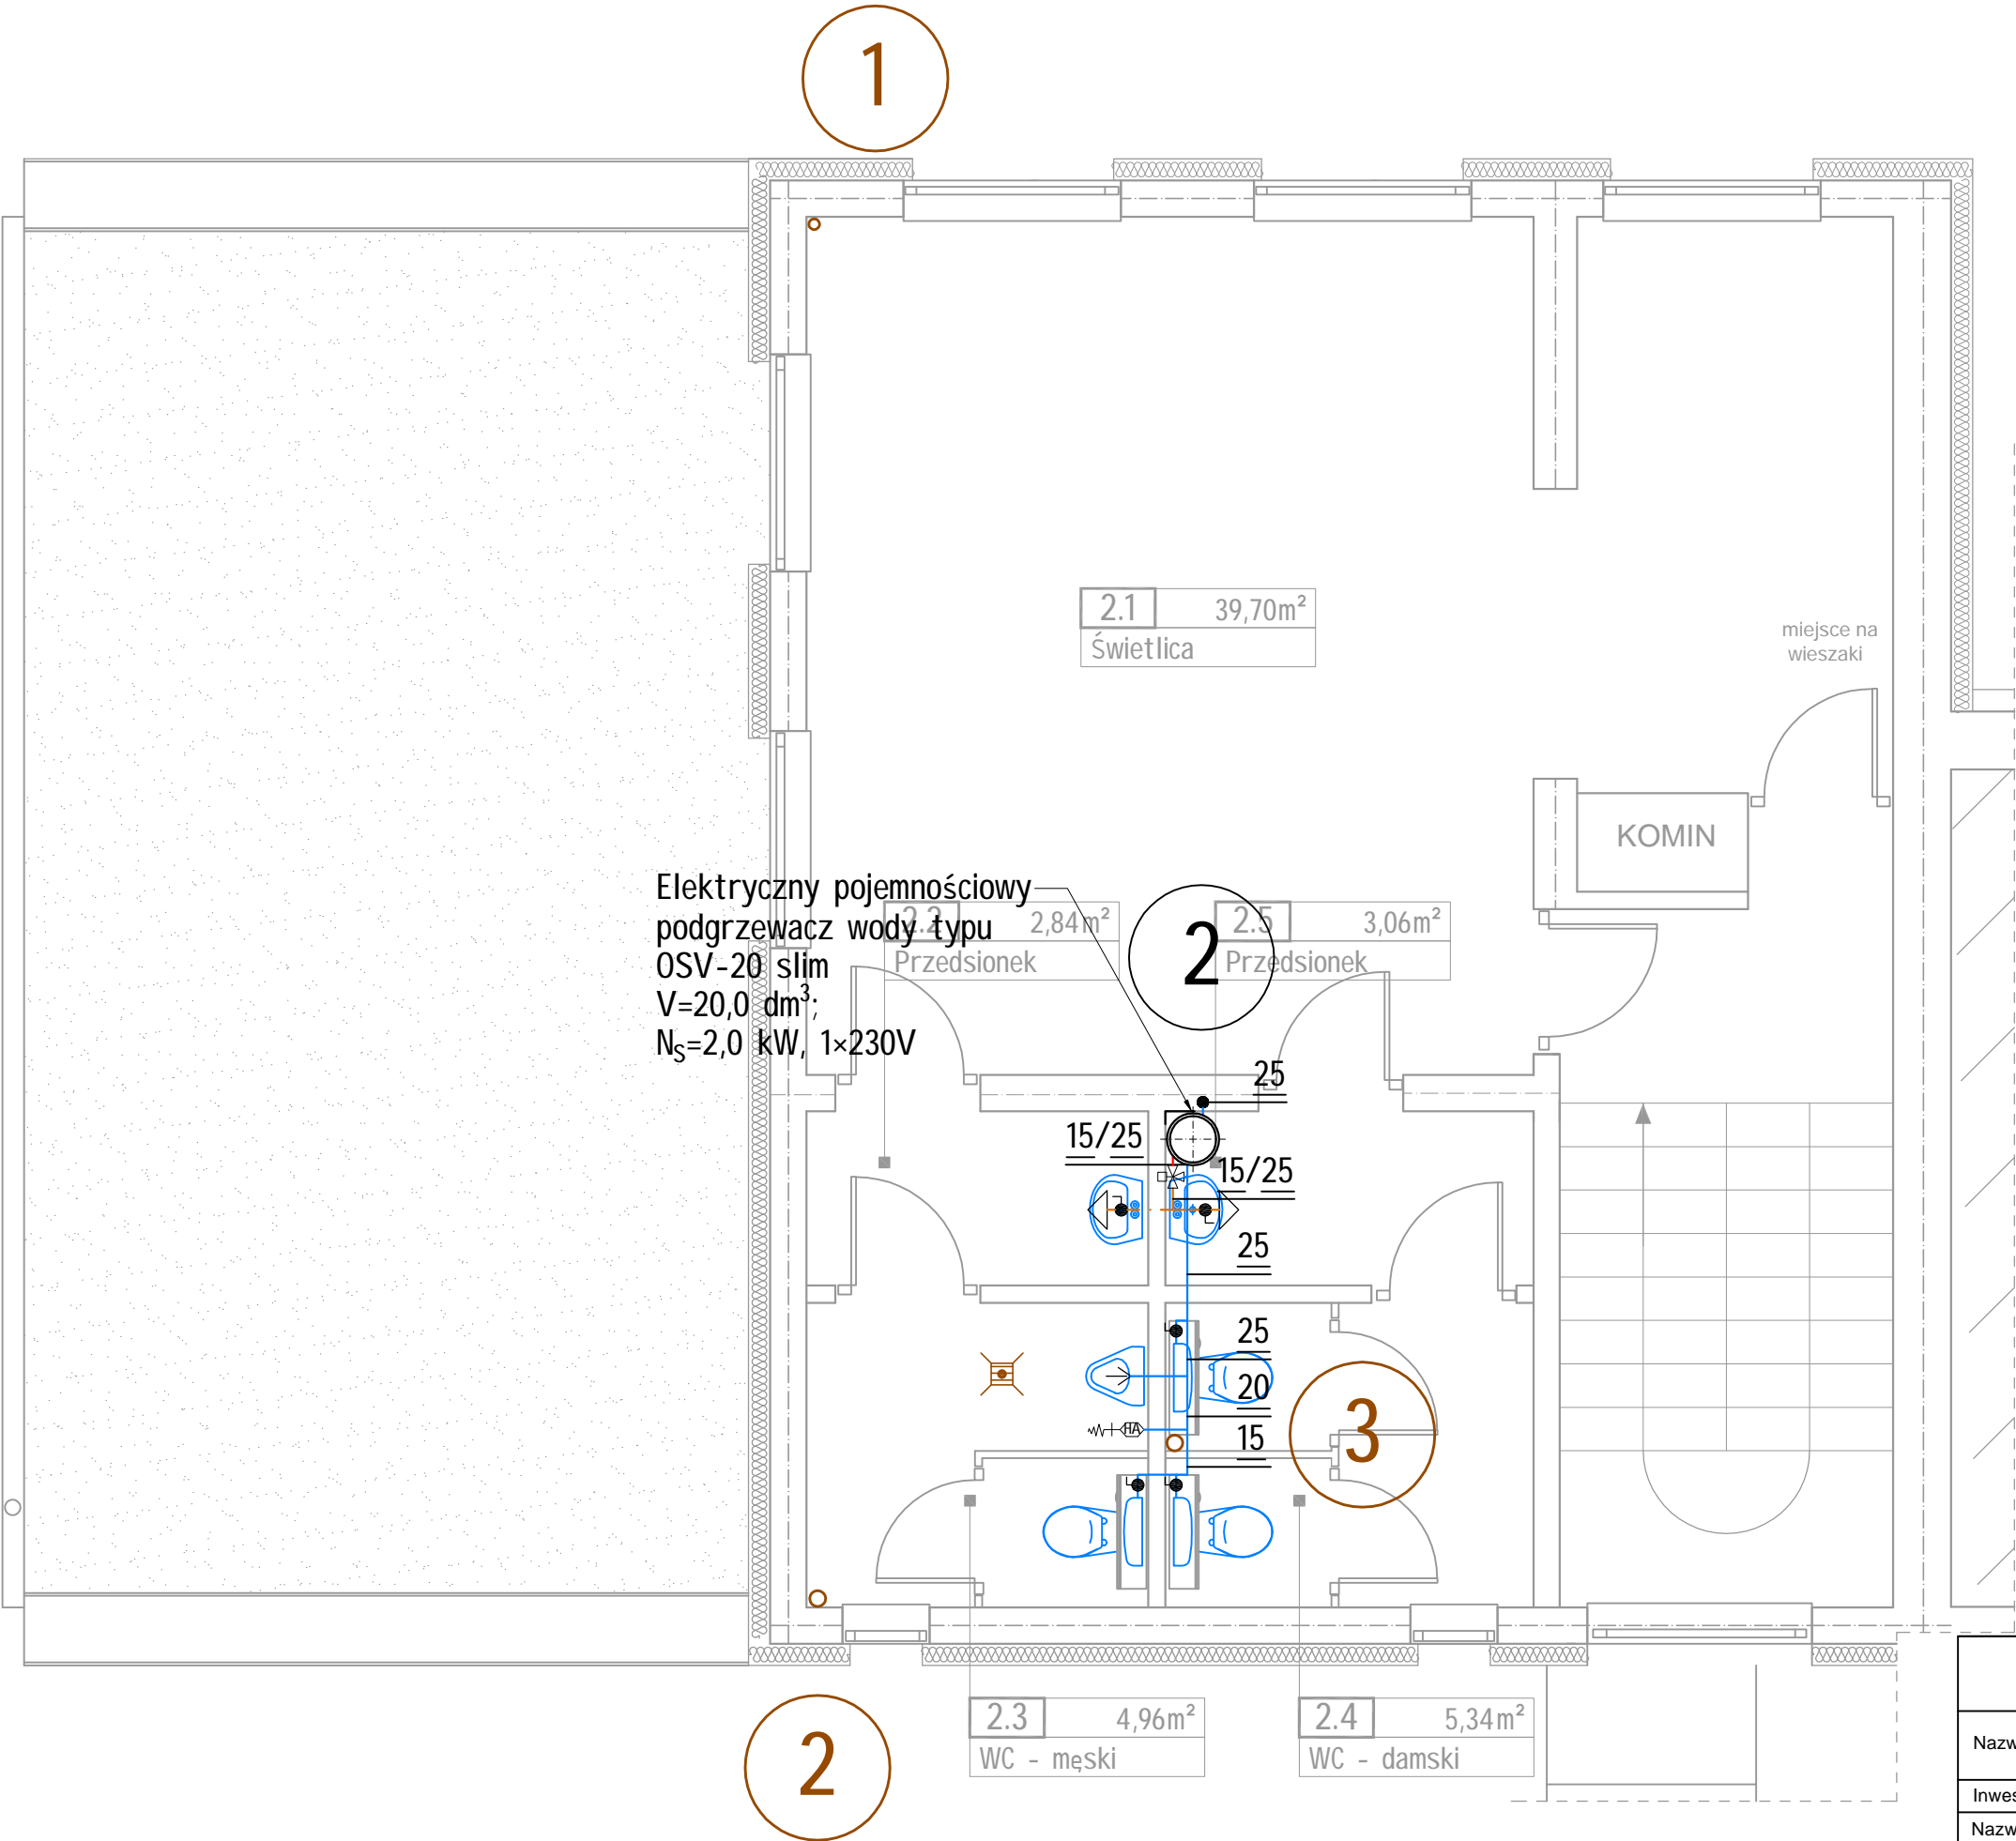 1
2.1 39,70m²
Świetlica
miejsce na
wieszaki
KOMIN
Elektryczny pojemnościowy
podgrzewacz wody typu
OSV-20 slim
V=20,0 dm³;
NS=2,0 kW, 1×230V
2.2 2,84m²
Przedsionek
2
2.5 3,06m²
Przedsionek
25
15/25
15/25
25
25
20
15
HA
3
2
2.3 4,96m²
WC - męski
2.4 5,34m²
WC - damski